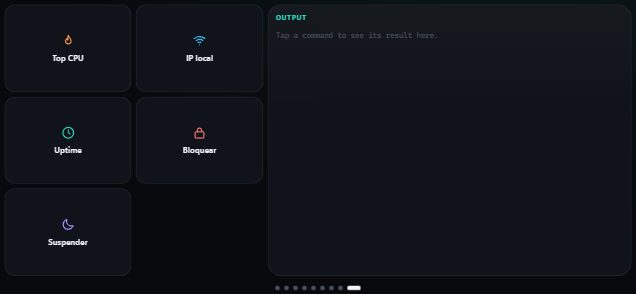 Top CPU
IP local
Uptime
Bloquear
Suspender
OUTPUT
Tap a command to see its result here.